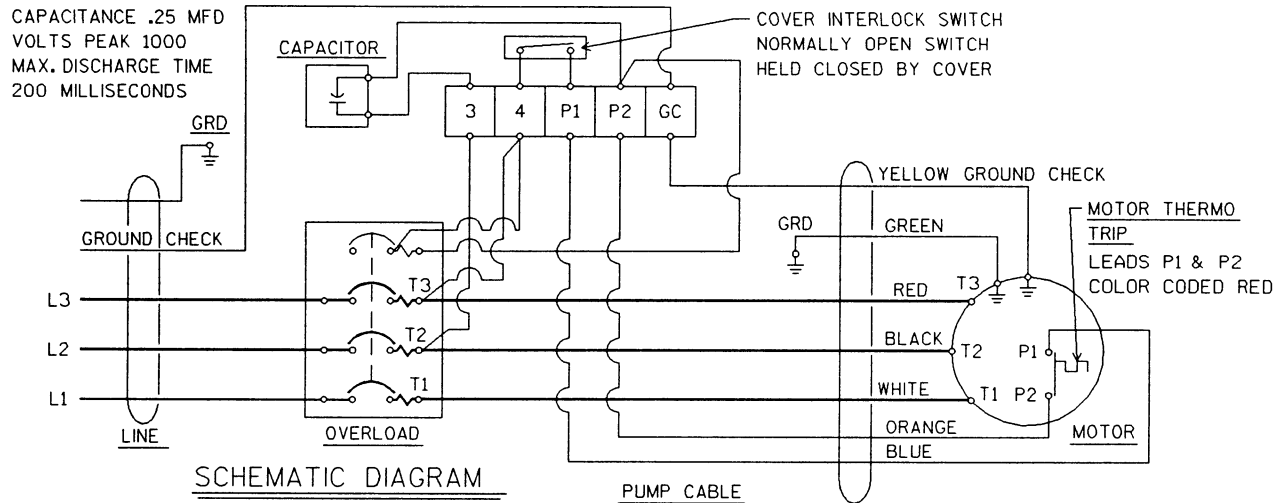 CAPACITANCE .25 MFD
VOLTS PEAK 1000
MAX. DISCHARGE TIME
200 MILLISECONDS
CAPACITOR
COVER INTERLOCK SWITCH
NORMALLY OPEN SWITCH
HELD CLOSED BY COVER
3 4 P1 P2 GC
GRD
GROUND CHECK
YELLOW GROUND CHECK
GRD
GREEN
MOTOR THERMO
TRIP
LEADS P1 & P2
COLOR CODED RED
L3
T3
RED
T3
L2
T2
BLACK
T2
P1
L1
T1
WHITE
T1
P2
LINE
OVERLOAD
ORANGE
MOTOR
BLUE
SCHEMATIC DIAGRAM
PUMP CABLE